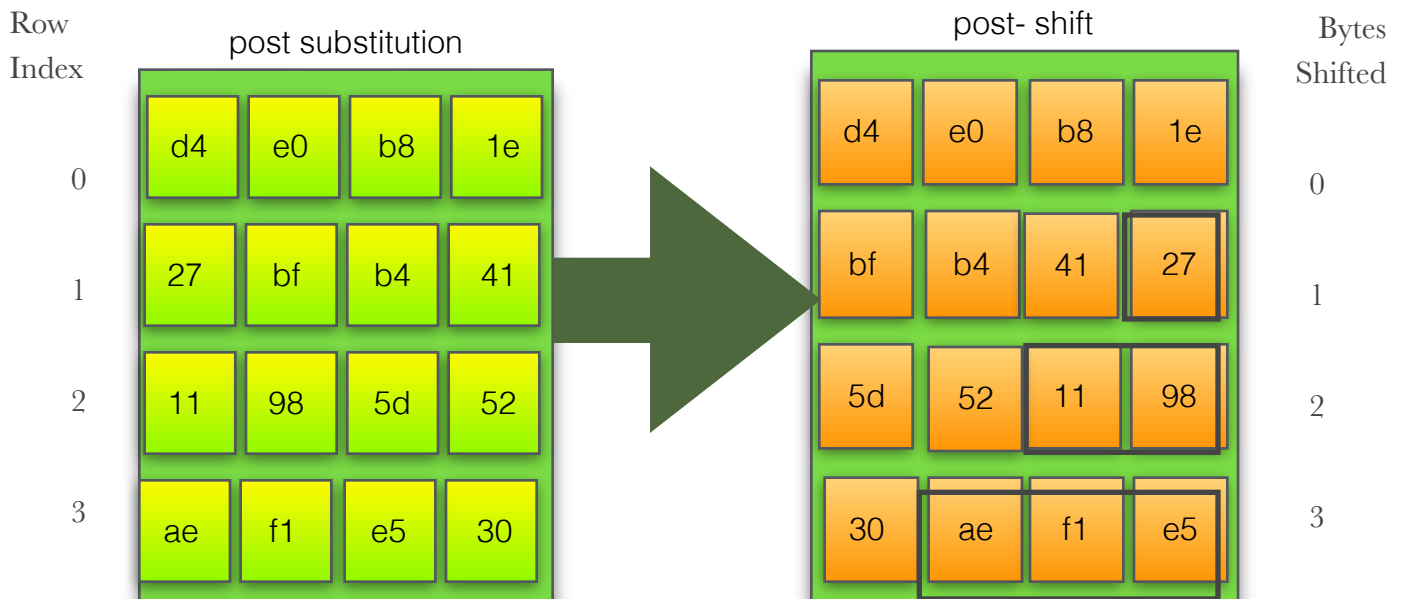 Row
Index
post substitution
post- shift
Bytes
Shifted
0
d4 e0 b8 1e
d4 e0 b8 1e
0
1
27 bf b4 41
bf b4 41 27
1
2
11 98 5d 52
5d 52 11 98
2
3
ae f1 e5 30
30 ae f1 e5
3